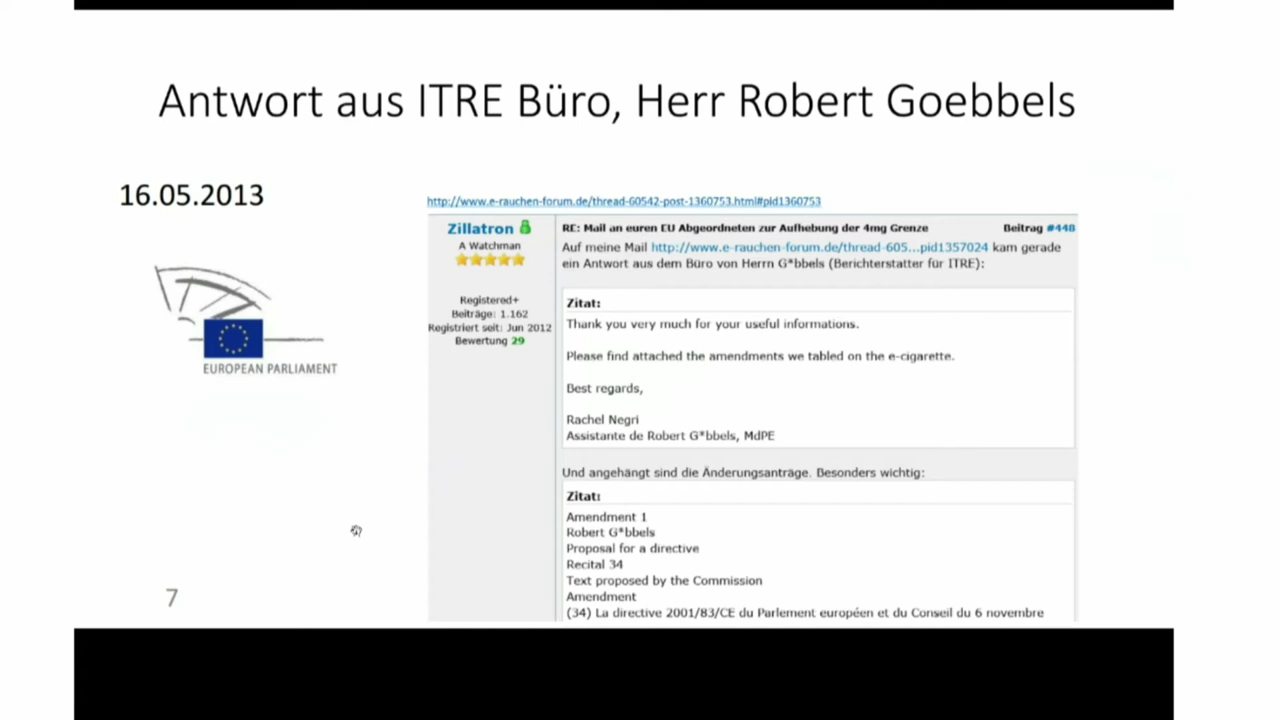 Antwort aus ITRE Büro, Herr Robert Goebbels
16.05.2013
EUROPEAN PARLIAMENT
7
http://www.e-rauchen-forum.de/thread-60542-post-1360753.html#pid1360753
Zillatron
A Watchman
Registered+
Beiträge: 1.162
Registriert seit: Jun 2012
Bewertung 29
RE: Mail an euren EU Abgeordneten zur Aufhebung der 4mg Grenze Beitrag #448
Auf meine Mail http://www.e-rauchen-forum.de/thread-605...pid1357024 kam gerade
ein Antwort aus dem Büro von Herrn G*bbels (Berichterstatter für ITRE):
Zitat:
Thank you very much for your useful informations.
Please find attached the amendments we tabled on the e-cigarette.
Best regards,
Rachel Negri
Assistante de Robert G*bbels, MdPE
Und angehängt sind die Änderungsanträge. Besonders wichtig:
Zitat:
Amendment 1
Robert G*bbels
Proposal for a directive
Recital 34
Text proposed by the Commission
Amendment
(34) La directive 2001/83/CE du Parlement européen et du Conseil du 6 novembre